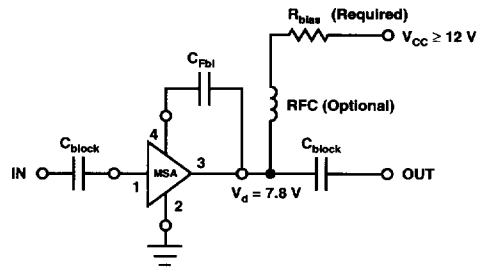 R_bias (Required)
V_CC ≥ 12 V
C_Fbl
RFC (Optional)
C_block
C_block
4
IN
MSA
3
OUT
1
V_d = 7.8 V
2